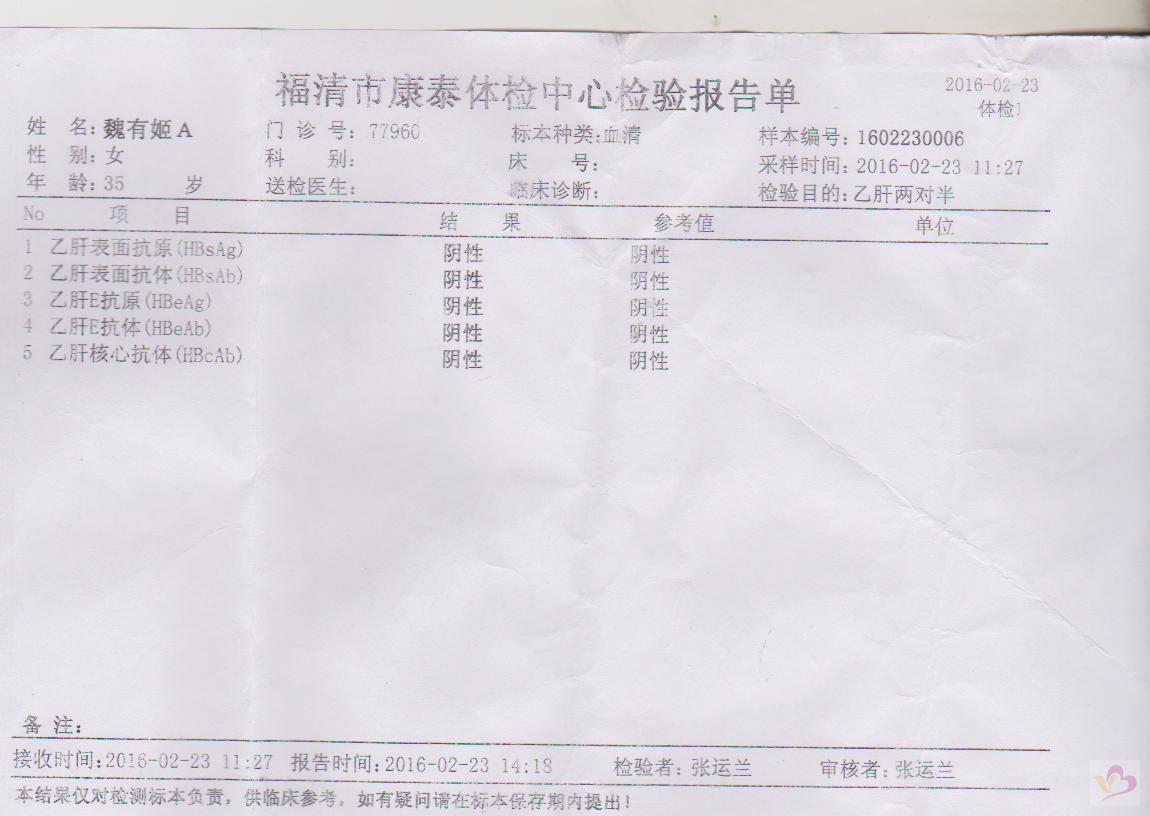 福清市康泰体检中心检验报告单
2016-02-23
体检1
姓 名: 魏有姬A 门 诊 号: 77960 标本种类: 血清 样本编号: 1602230006
性 别: 女 科 别: 床 号: 采样时间: 2016-02-23 11:27
年 龄: 35 岁 送检医生: 临床诊断: 检验目的: 乙肝两对半
No 项 目 结 果 参考值 单位
1 乙肝表面抗原(HBsAg) 阴性 阴性
2 乙肝表面抗体(HBsAb) 阴性 阴性
3 乙肝E抗原(HBeAg) 阴性 阴性
4 乙肝E抗体(HBeAb) 阴性 阴性
5 乙肝核心抗体(HBcAb) 阴性 阴性
备 注:
接收时间: 2016-02-23 11:27 报告时间: 2016-02-23 14:18 检验者: 张运兰 审核者: 张运兰
本结果仅对检测标本负责, 供临床参考, 如有疑问请在标本保存期内提出!